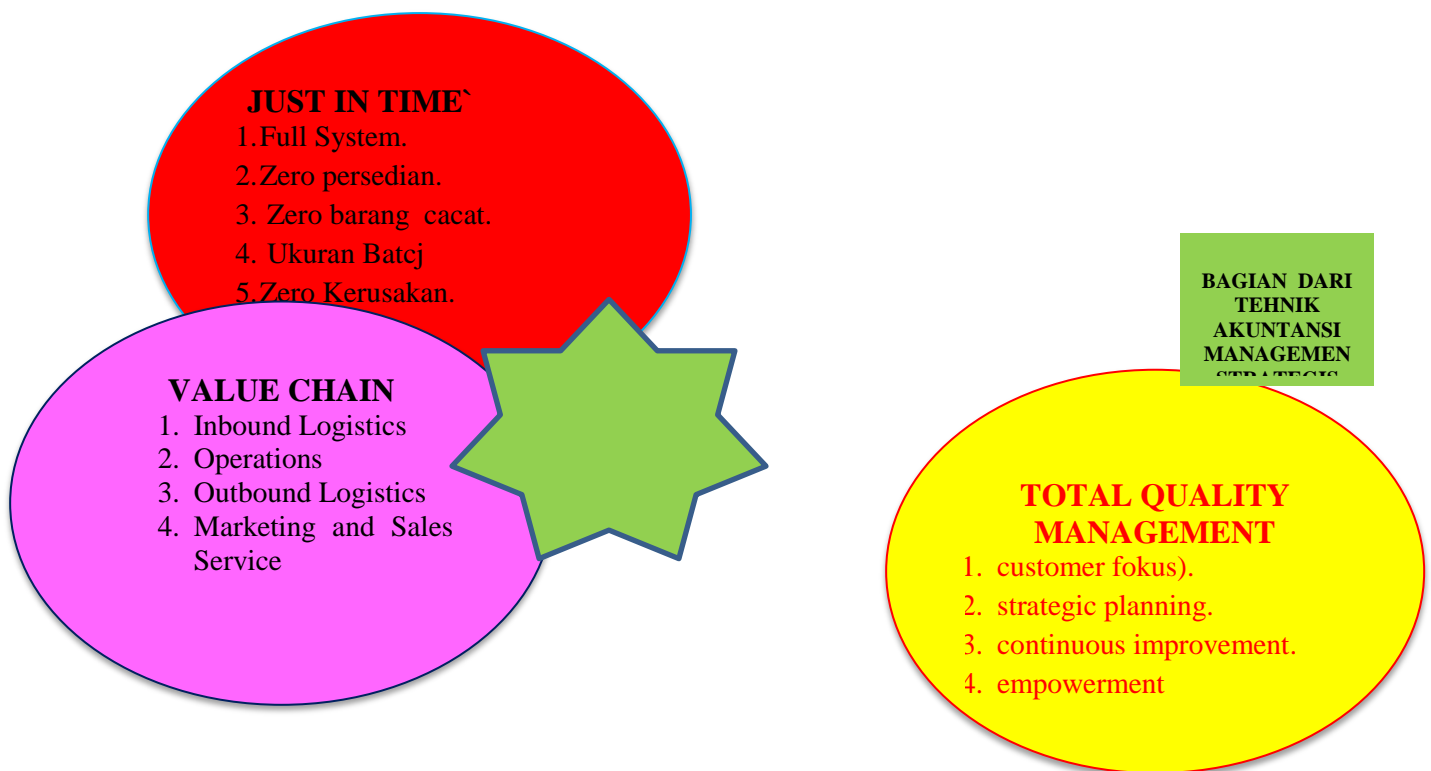 JUST IN TIME`
1.Full System.
2.Zero persedian.
3. Zero barang cacat.
4. Ukuran Batcj
5.Zero Kerusakan.
VALUE CHAIN
1. Inbound Logistics
2. Operations
3. Outbound Logistics
4. Marketing and Sales
Service
BAGIAN DARI
TEHNIK
AKUNTANSI
MANAGEMEN
STRATEGIS
TOTAL QUALITY
MANAGEMENT
1. customer fokus).
2. strategic planning.
3. continuous improvement.
4. empowerment